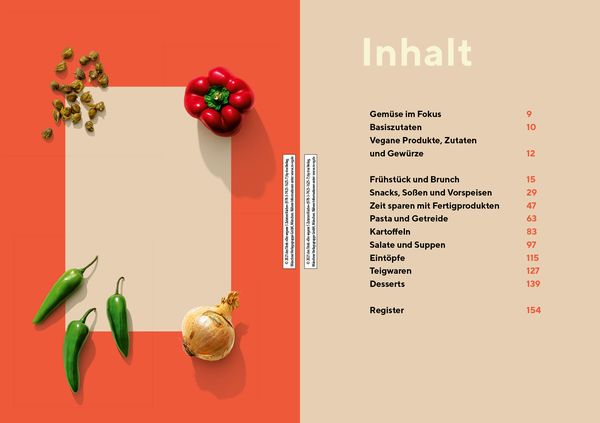 Inhalt
Gemüse im Fokus 9
Basiszutaten 10
Vegane Produkte, Zutaten
und Gewürze 12
Frühstück und Brunch 15
Snacks, Soßen und Vorspeisen 29
Zeit sparen mit Fertigprodukten 47
Pasta und Getreide 63
Kartoffeln 83
Salate und Suppen 97
Eintöpfe 115
Teigwaren 127
Desserts 139
Register 154